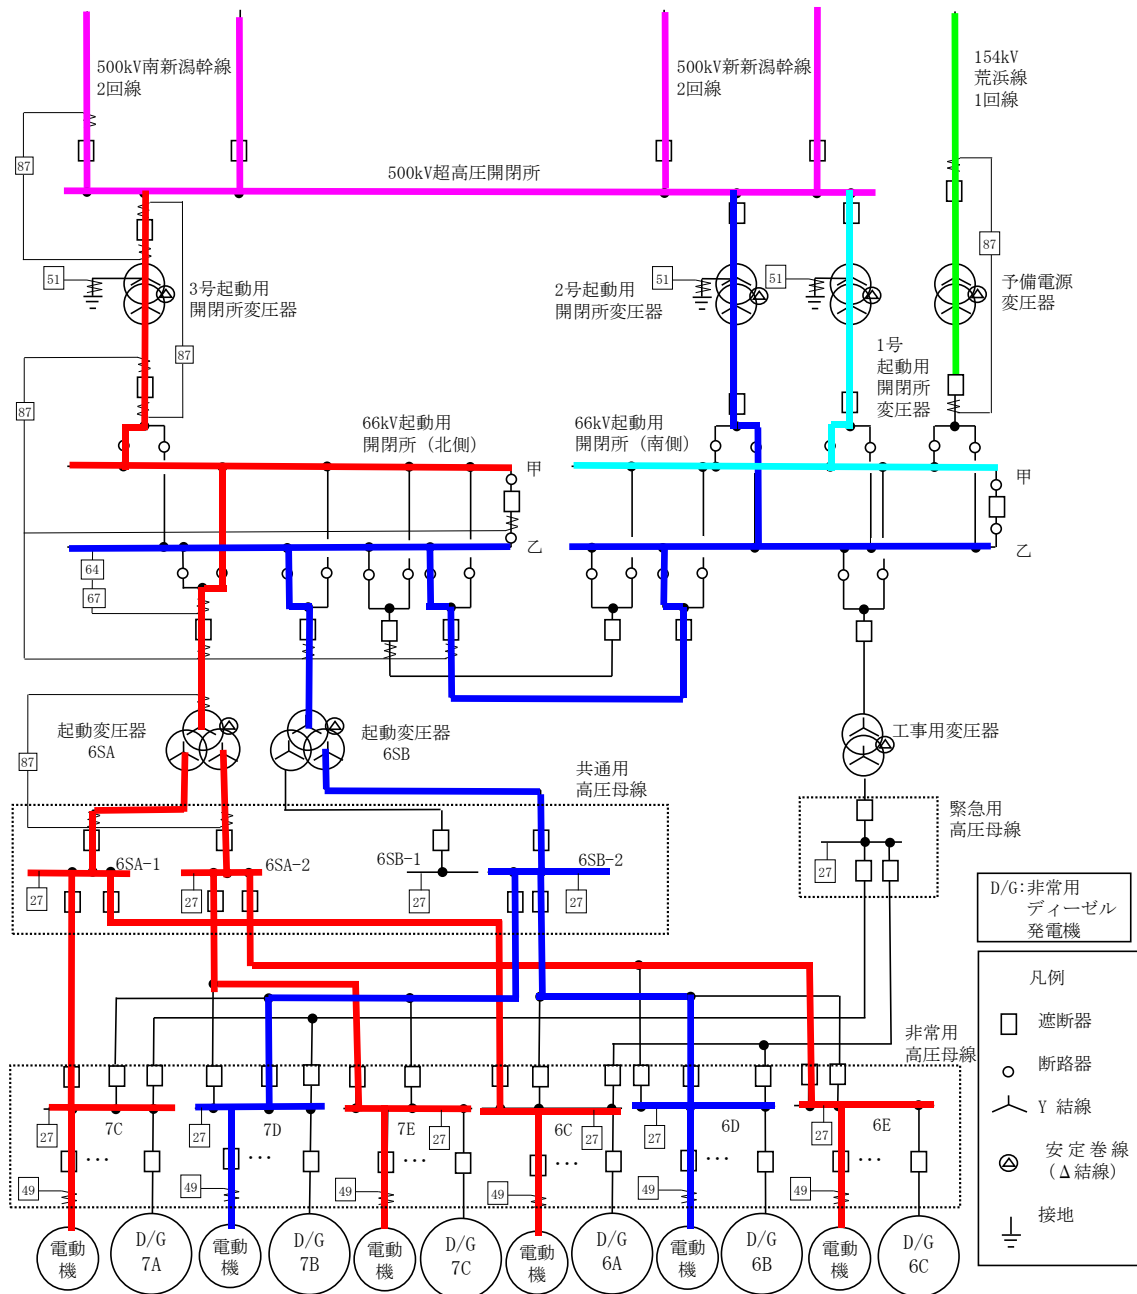 500kV南新潟幹線
2回線
500kV新新潟幹線
2回線
154kV
荒浜線
1回線
87
500kV超高圧開閉所
87
51
51
51
3号起動用
開閉所変圧器
2号起動用
開閉所変圧器
予備電源
変圧器
87
1号
起動用
開閉所
変圧器
87
66kV起動用
開閉所（北側）
66kV起動用
開閉所（南側）
甲
甲
乙
乙
64
67
起動変圧器
6SA
起動変圧器
6SB
工事用変圧器
87
共通用
高圧母線
緊急用
高圧母線
6SA-1
6SA-2
6SB-1
6SB-2
27
27
27
27
27
D/G:非常用
ディーゼル
発電機
凡例
遮断器
断路器
Y 結線
安定巻線
(Δ結線)
接地
非常用
高圧母線
7C
7D
7E
6C
6D
6E
27
27
27
27
27
27
…
…
…
…
…
…
49
49
49
49
49
49
電動
機
D/G
7A
電動
機
D/G
7B
電動
機
D/G
7C
電動
機
D/G
6A
電動
機
D/G
6B
電動
機
D/G
6C